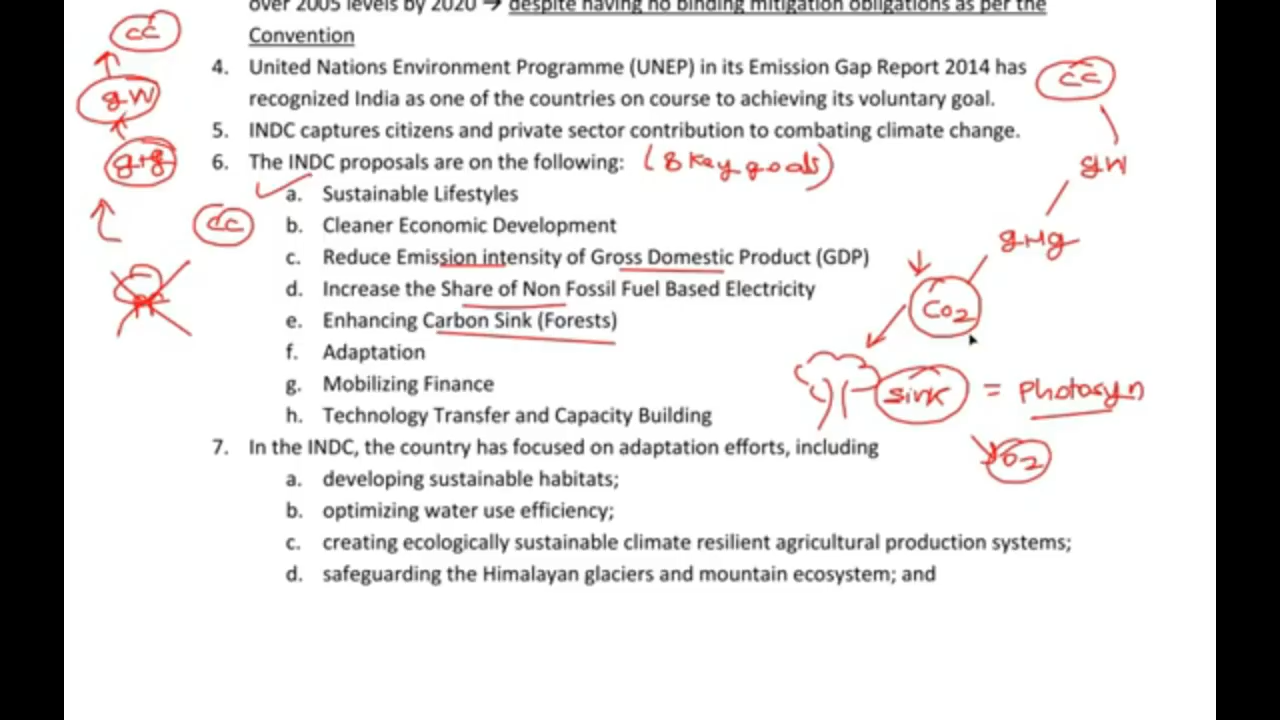 over 2005 levels by 2020 → despite having no binding mitigation obligations as per the
Convention
4. United Nations Environment Programme (UNEP) in its Emission Gap Report 2014 has
recognized India as one of the countries on course to achieving its voluntary goal.
5. INDC captures citizens and private sector contribution to combating climate change.
6. The INDC proposals are on the following: (8 key goals)
a. Sustainable Lifestyles
b. Cleaner Economic Development
c. Reduce Emission intensity of Gross Domestic Product (GDP)
d. Increase the Share of Non Fossil Fuel Based Electricity
e. Enhancing Carbon Sink (Forests)
f. Adaptation
g. Mobilizing Finance
h. Technology Transfer and Capacity Building
7. In the INDC, the country has focused on adaptation efforts, including
a. developing sustainable habitats;
b. optimizing water use efficiency;
c. creating ecologically sustainable climate resilient agricultural production systems;
d. safeguarding the Himalayan glaciers and mountain ecosystem; and
CC
gW
gHg
CC
CC
gW
gHg
CO2
Sink = Photosyn
O2